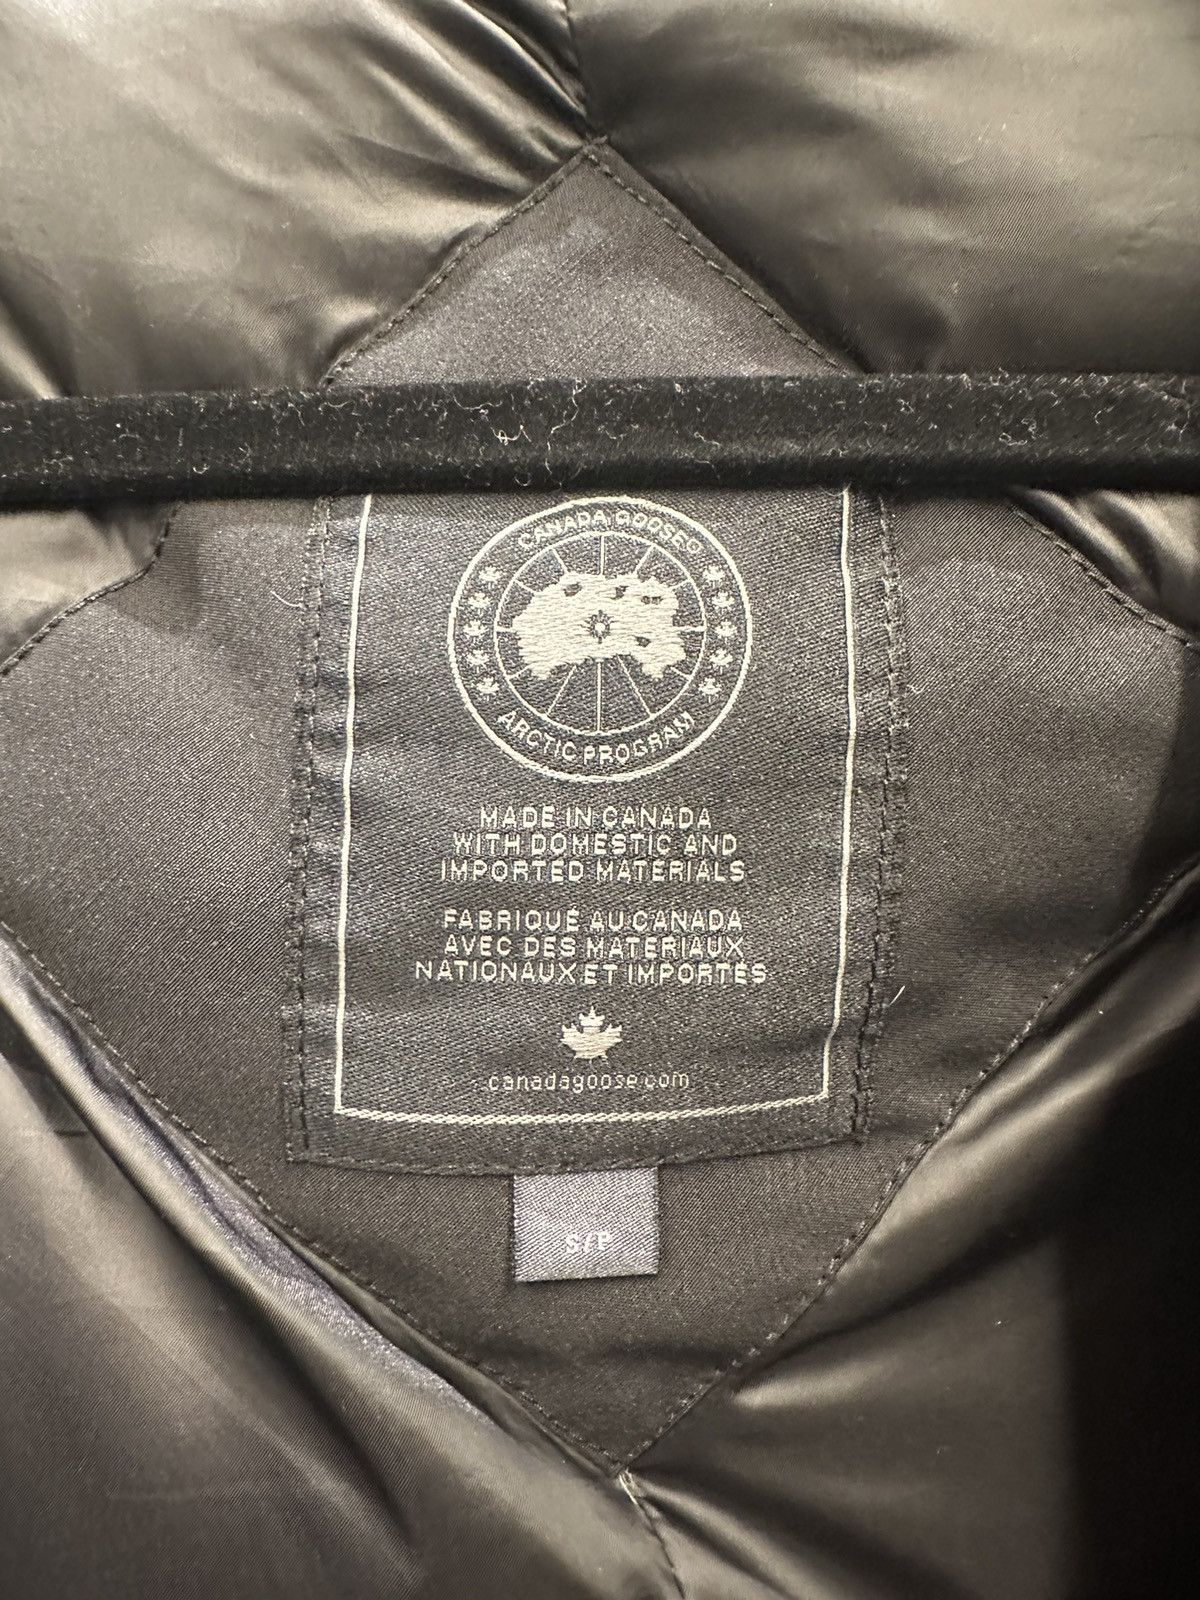 CANADA GOOSE®
ARCTIC PROGRAM
MADE IN CANADA
WITH DOMESTIC AND
IMPORTED MATERIALS
FABRIQUÉ AU CANADA
AVEC DES MATERIAUX
NATIONAUX ET IMPORTÉS
canadagoose.com
S/P